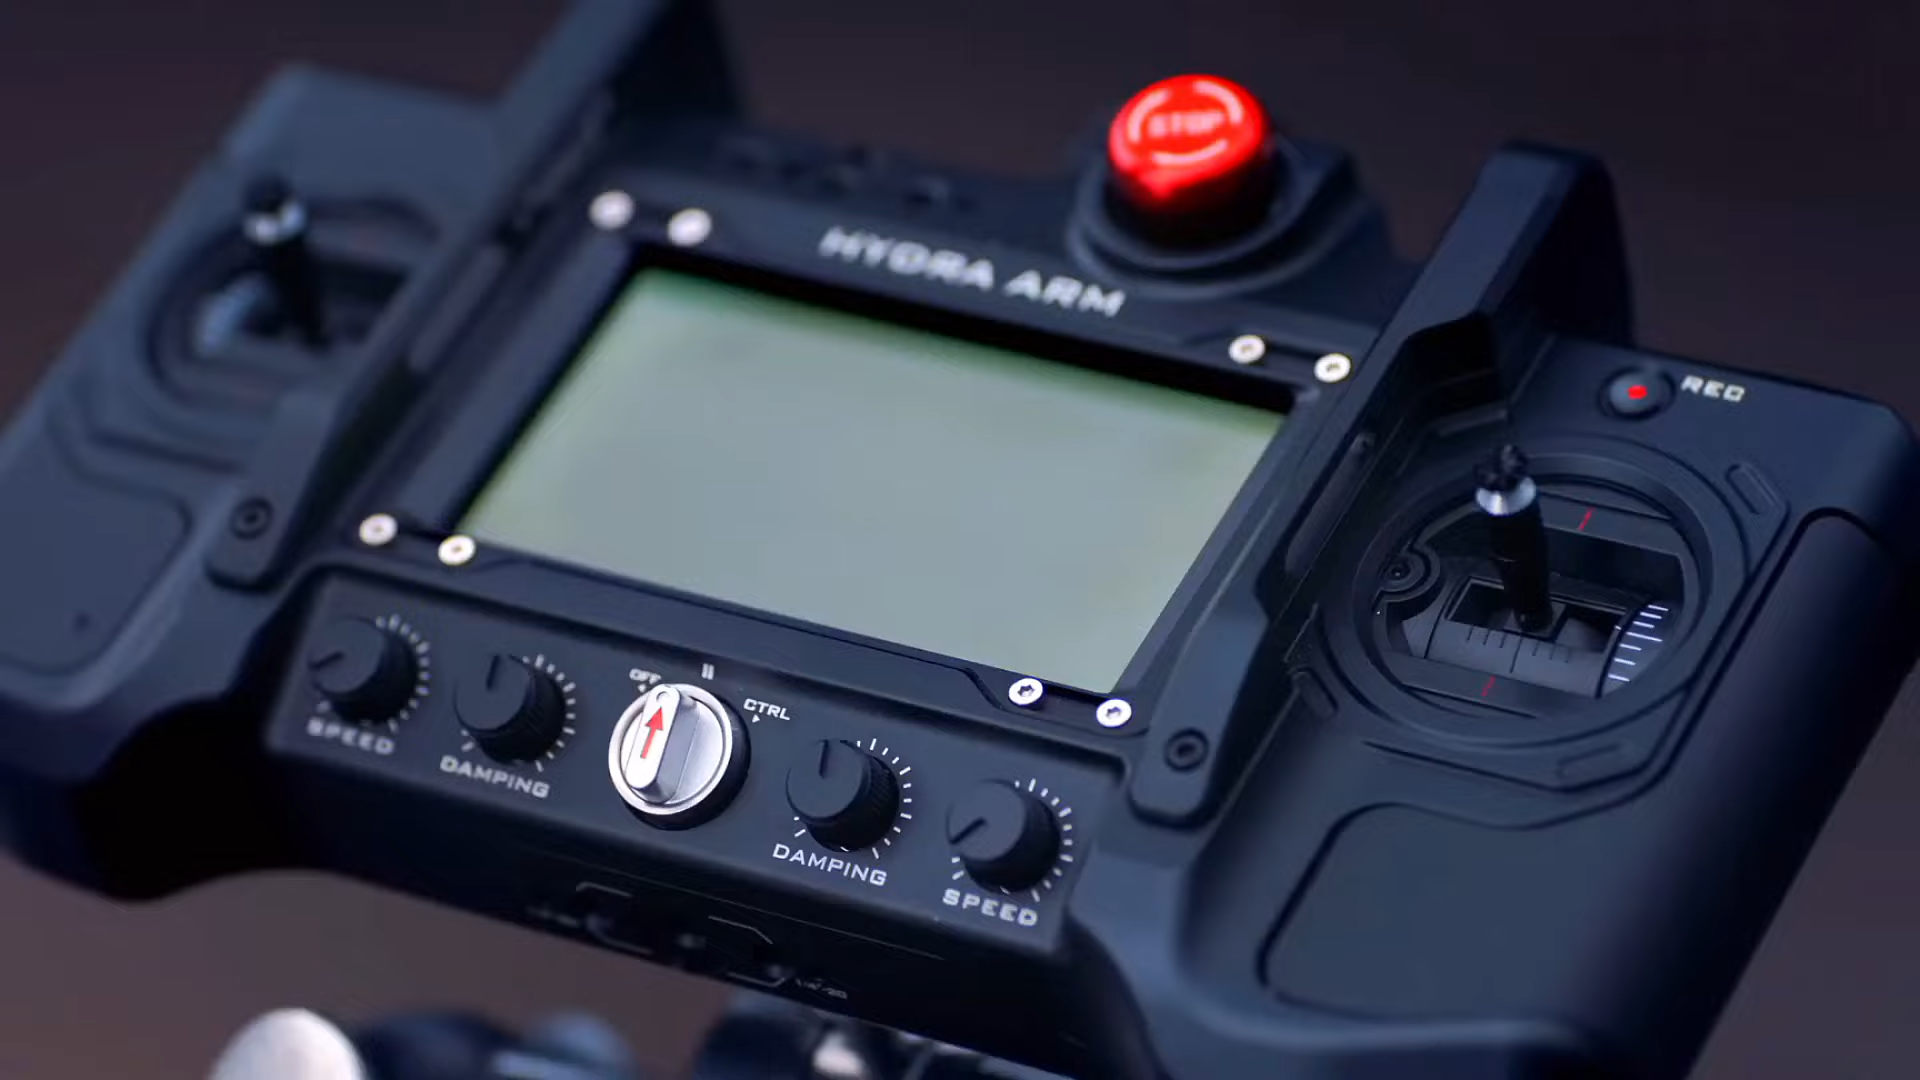 STOP
HYDRA ARM
REC
OFF
II
CTRL
SPEED
DAMPING
DAMPING
SPEED